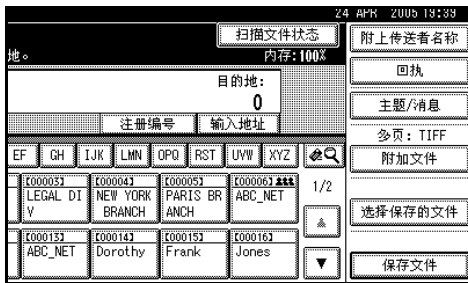 24 APR 2005 19:39
扫描文件状态
附上传送者名称
地。
内存:100%
回执
目的地:
0
主题/消息
注册编号
输入地址
多页: TIFF
EF GH IJK LMN OPQ RST UVW XYZ
附加文件
[00003] [00004] [00005] [00006]
LEGAL DI NEW YORK PARIS BR ABC_NET
V BRANCH ANCH
1/2
选择保存的文件
[00013] [00014] [00015] [00016]
ABC_NET Dorothy Frank Jones
保存文件